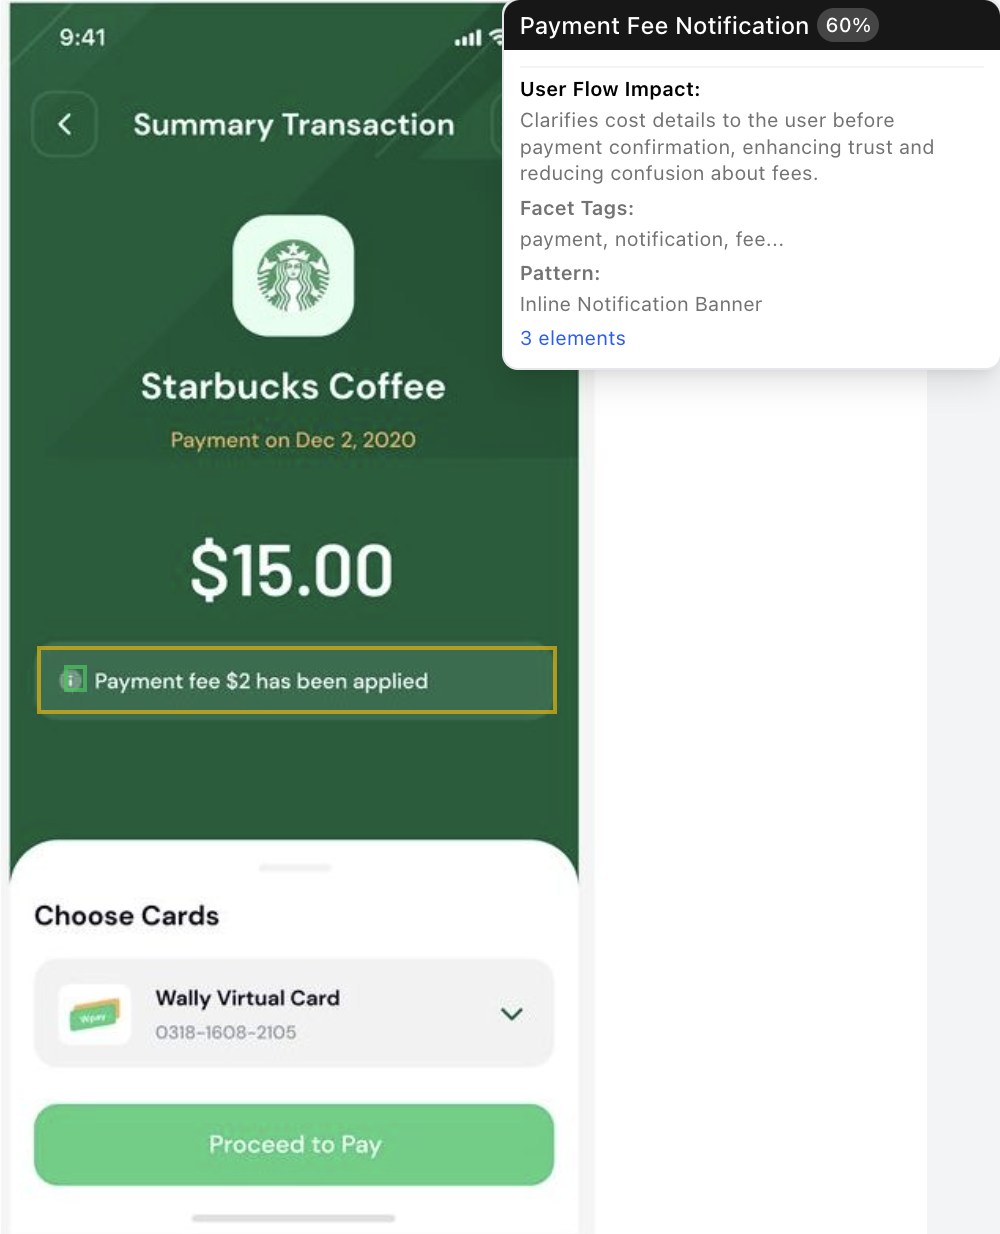 9:41
Summary Transaction
Starbucks Coffee
Payment on Dec 2, 2020
$15.00
i Payment fee $2 has been applied
Choose Cards
Wpay
Wally Virtual Card
0318-1608-2105
Proceed to Pay
Payment Fee Notification 60%
User Flow Impact:
Clarifies cost details to the user before
payment confirmation, enhancing trust and
reducing confusion about fees.
Facet Tags:
payment, notification, fee...
Pattern:
Inline Notification Banner
3 elements